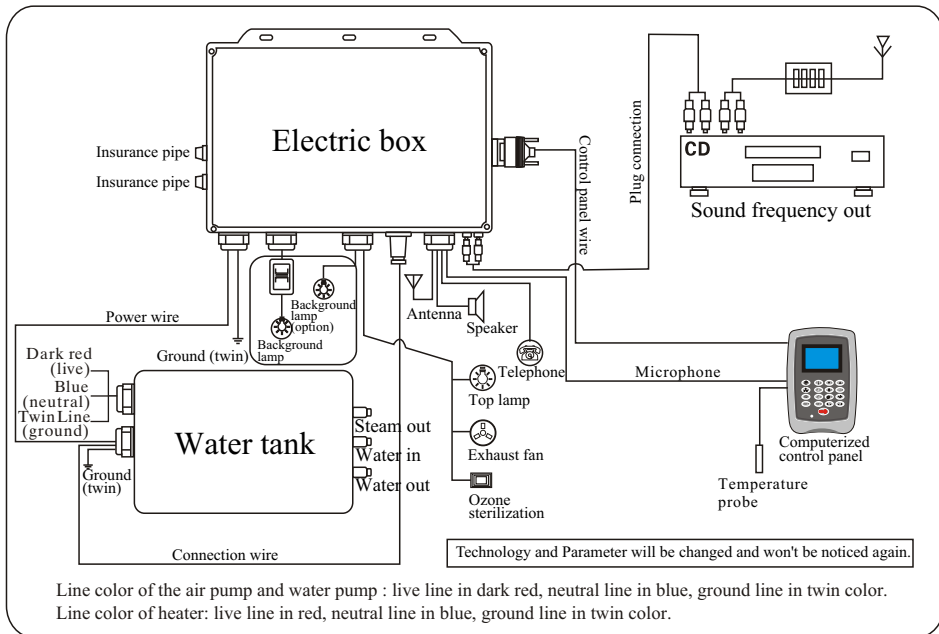 Electric box
Insurance pipe
Insurance pipe
Control panel wire
Plug connection
CD
Sound frequency out
Power wire
Ground (twin)
Background
lamp
(option)
Background
lamp
Antenna
Speaker
Telephone
Microphone
Dark red
(live)
Blue
(neutral)
Twin Line
(ground)
Water tank
Steam out
Water in
Water out
Ground
(twin)
Top lamp
Exhaust fan
Ozone
sterilization
Computerized
control panel
Temperature
probe
Connection wire
Technology and Parameter will be changed and won't be noticed again.
Line color of the air pump and water pump : live line in dark red, neutral line in blue, ground line in twin color.
Line color of heater: live line in red, neutral line in blue, ground line in twin color.